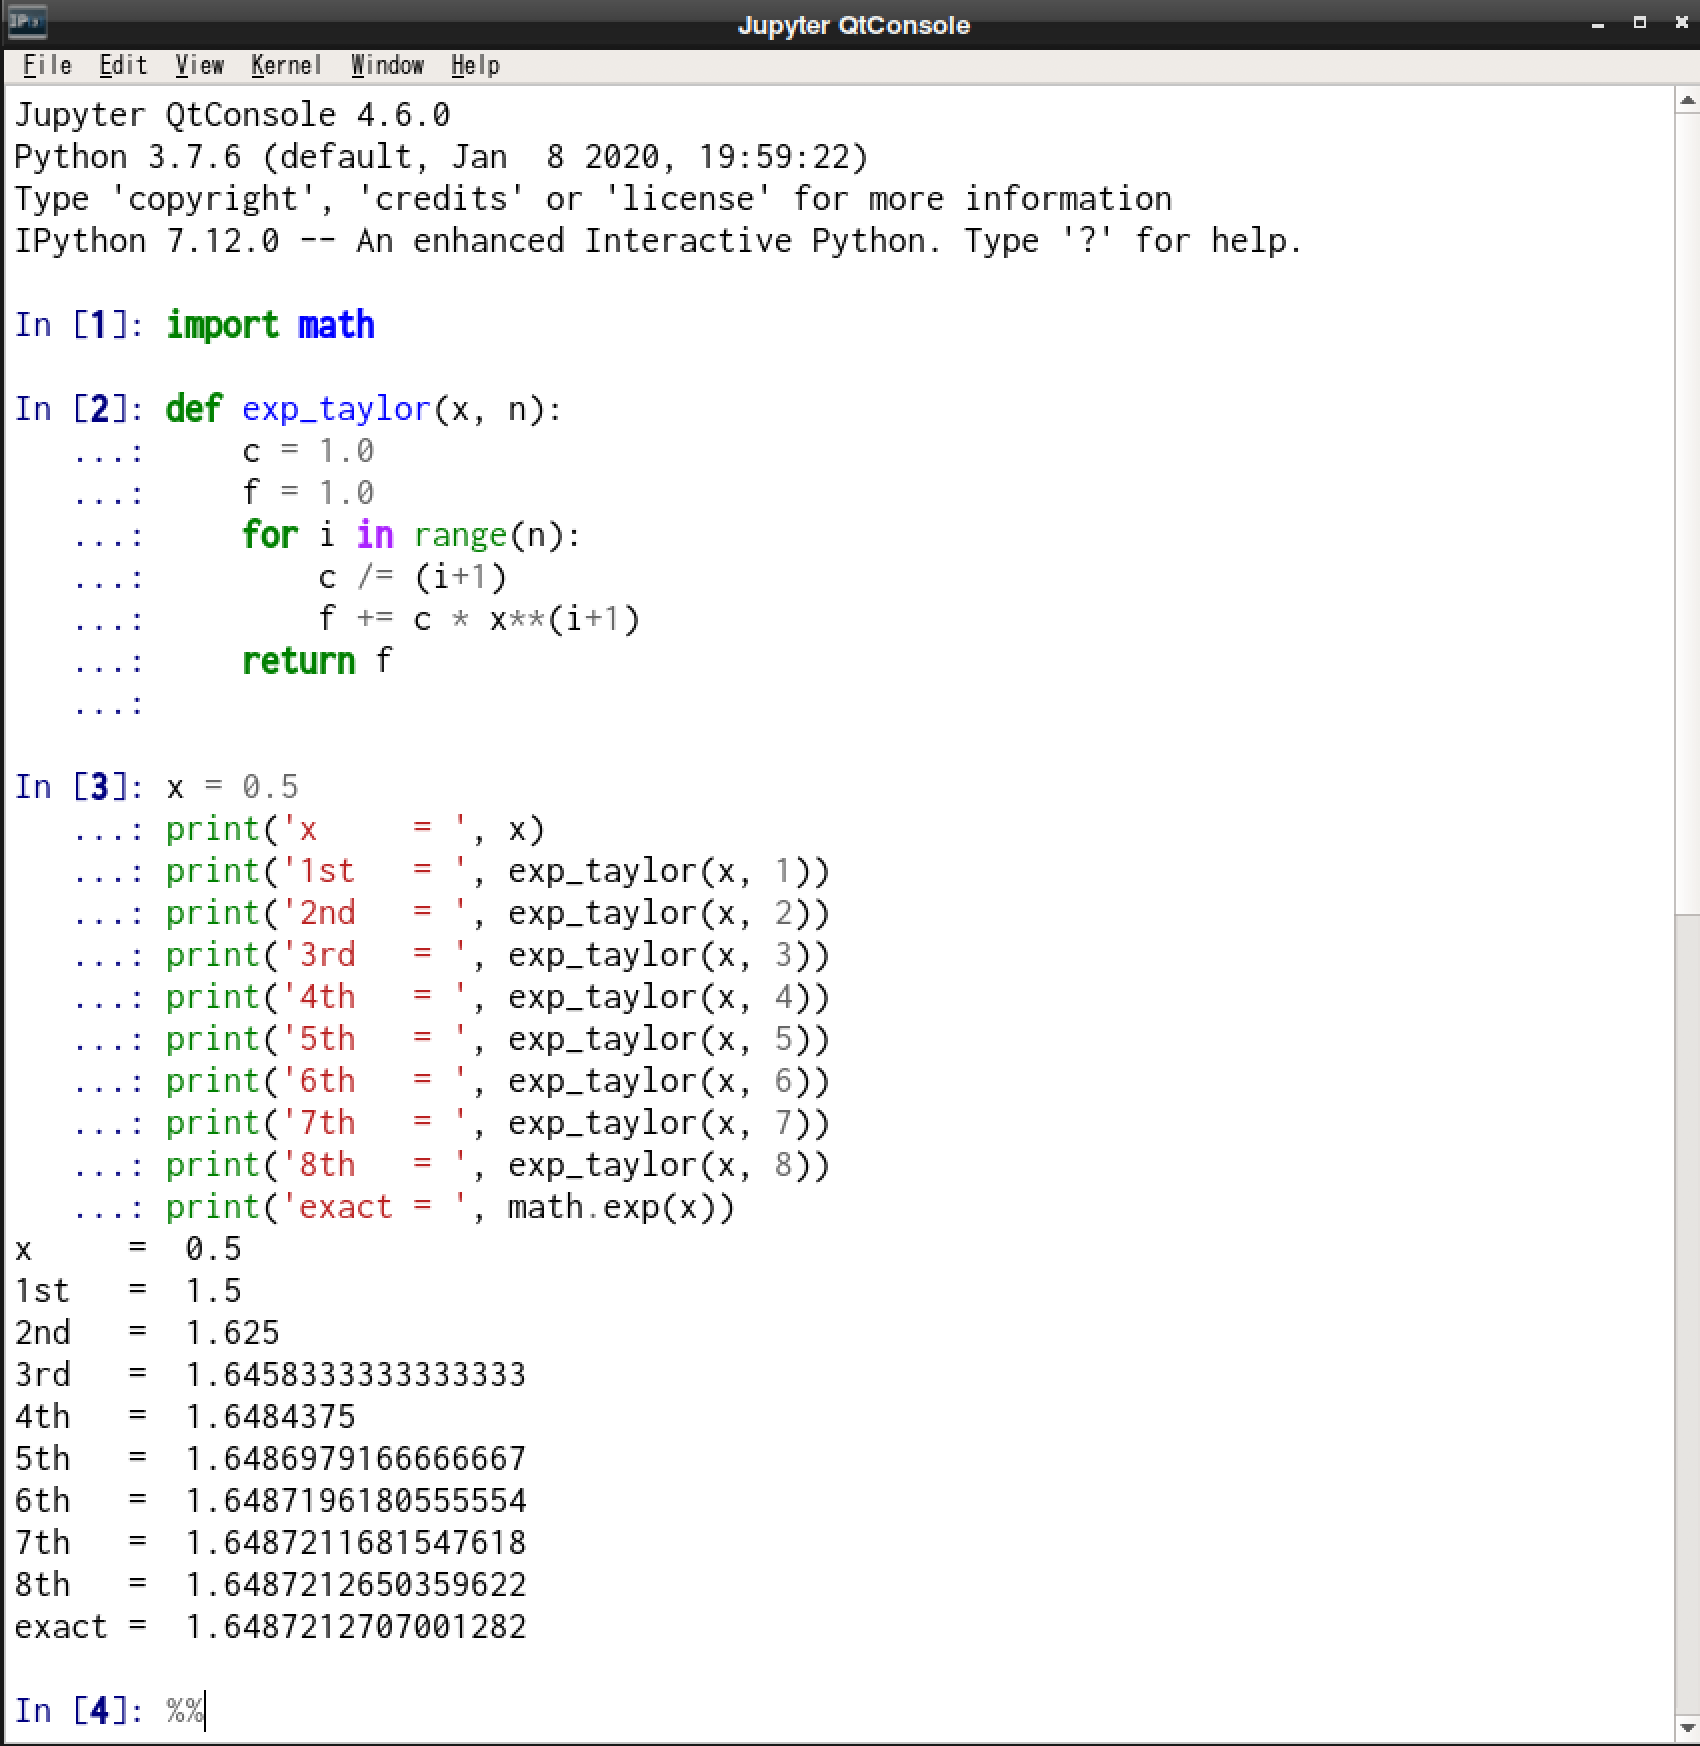 Jupyter QtConsole
File Edit View Kernel Window Help
Jupyter QtConsole 4.6.0
Python 3.7.6 (default, Jan  8 2020, 19:59:22)
Type 'copyright', 'credits' or 'license' for more information
IPython 7.12.0 -- An enhanced Interactive Python. Type '?' for help.

In [1]: import math

In [2]: def exp_taylor(x, n):
   ...:     c = 1.0
   ...:     f = 1.0
   ...:     for i in range(n):
   ...:         c /= (i+1)
   ...:         f += c * x**(i+1)
   ...:     return f
   ...:

In [3]: x = 0.5
   ...: print('x     = ', x)
   ...: print('1st   = ', exp_taylor(x, 1))
   ...: print('2nd   = ', exp_taylor(x, 2))
   ...: print('3rd   = ', exp_taylor(x, 3))
   ...: print('4th   = ', exp_taylor(x, 4))
   ...: print('5th   = ', exp_taylor(x, 5))
   ...: print('6th   = ', exp_taylor(x, 6))
   ...: print('7th   = ', exp_taylor(x, 7))
   ...: print('8th   = ', exp_taylor(x, 8))
   ...: print('exact = ', math.exp(x))
x     =  0.5
1st   =  1.5
2nd   =  1.625
3rd   =  1.6458333333333333
4th   =  1.6484375
5th   =  1.6486979166666667
6th   =  1.6487196180555554
7th   =  1.6487211681547618
8th   =  1.6487212650359622
exact =  1.6487212707001282

In [4]: %%